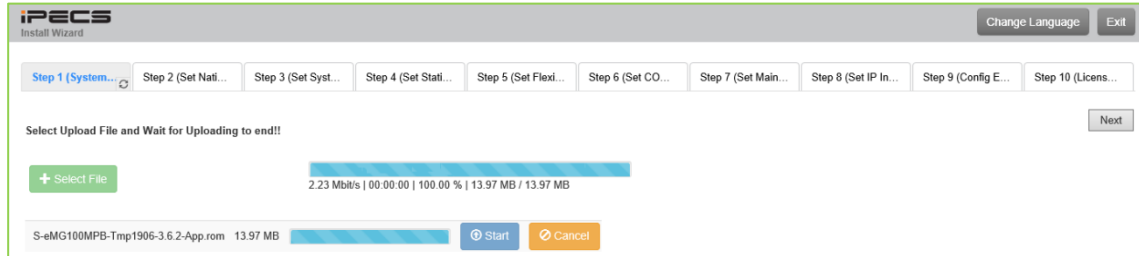 iPECS
Install Wizard
Change Language
Exit
Step 1 (System...
Step 2 (Set Nati...
Step 3 (Set Syst...
Step 4 (Set Stati...
Step 5 (Set Flexi...
Step 6 (Set CO...
Step 7 (Set Main...
Step 8 (Set IP In...
Step 9 (Config E...
Step 10 (Licens...
Next
Select Upload File and Wait for Uploading to end!!
+ Select File
2.23 Mbit/s | 00:00:00 | 100.00 % | 13.97 MB / 13.97 MB
S-eMG100MPB-Tmp1906-3.6.2-App.rom 13.97 MB
Start
Cancel